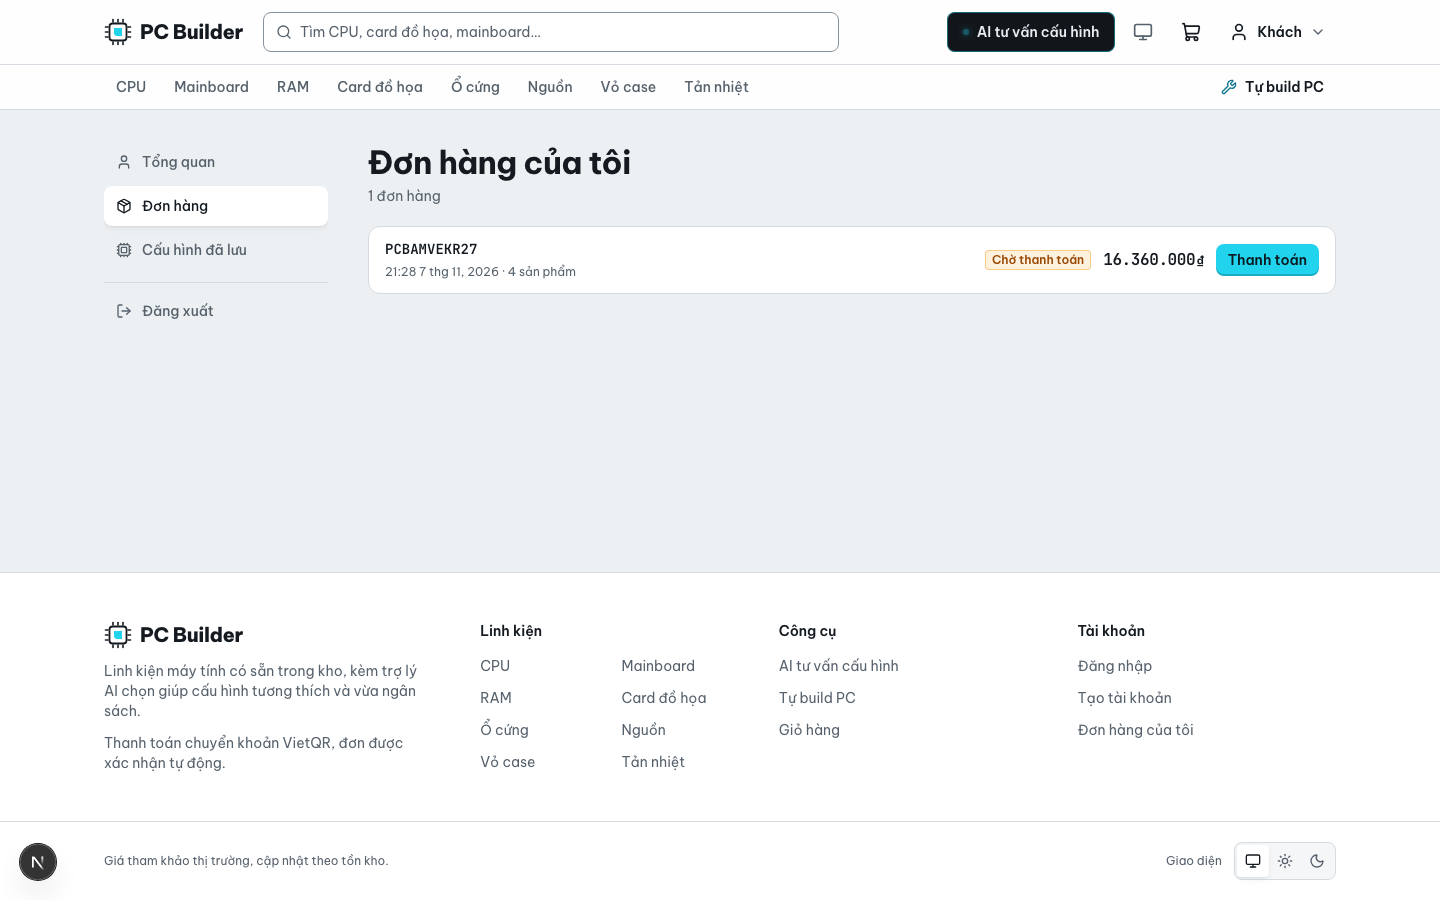 PC Builder
Tìm CPU, card đồ họa, mainboard...
AI tư vấn cấu hình
Khách
CPU
Mainboard
RAM
Card đồ họa
Ổ cứng
Nguồn
Vỏ case
Tản nhiệt
Tự build PC
Tổng quan
Đơn hàng
Cấu hình đã lưu
Đăng xuất
Đơn hàng của tôi
1 đơn hàng
PCBAMVEKR27
21:28 7 thg 11, 2026 · 4 sản phẩm
Chờ thanh toán
16.360.000₫
Thanh toán
PC Builder
Linh kiện máy tính có sẵn trong kho, kèm trợ lý
AI chọn giúp cấu hình tương thích và vừa ngân
sách.
Thanh toán chuyển khoản VietQR, đơn được
xác nhận tự động.
Linh kiện
CPU
Mainboard
RAM
Card đồ họa
Ổ cứng
Nguồn
Vỏ case
Tản nhiệt
Công cụ
AI tư vấn cấu hình
Tự build PC
Giỏ hàng
Tài khoản
Đăng nhập
Tạo tài khoản
Đơn hàng của tôi
N
Giá tham khảo thị trường, cập nhật theo tồn kho.
Giao diện